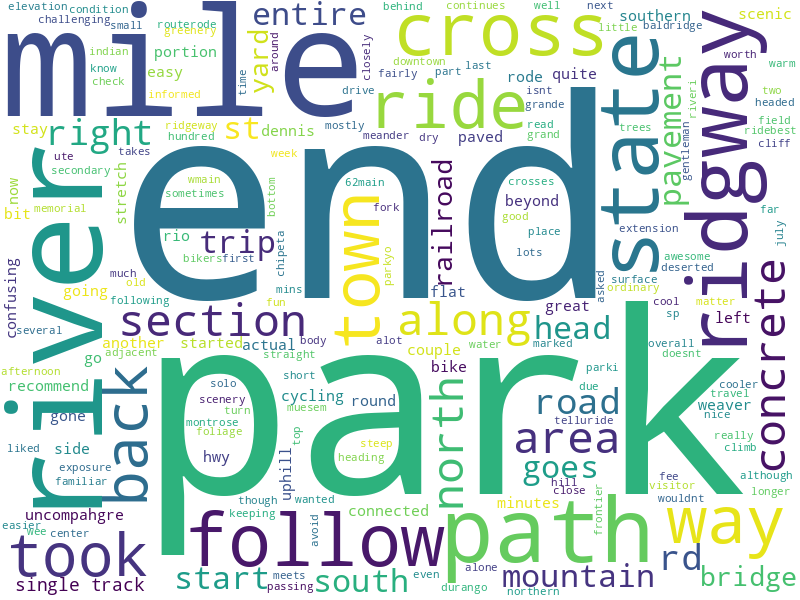 elevation condition behind continues well next
challenging small routerode entire southern little baldridge scenic
mile greenery cross
indian portion yard around closely downtown part last worth
know check easy time drive fairly rode quite state ridgway warm
informed ride isnt grande pavement two headed
stay right ridgeway st dennis mostly meander dry paved read grand trees riveri field ridebest
hundred crosses gentleman cliff
ute takes week
now secondary stretch wmain bottom 62main railroad beyond far
bit memorial sometimes end fork good place july
river rio trip chipeta town lots extension
confusing much bikers first parkyo asked surface awesome deserted
going old mins flat ordinary
several following fun section along great cool matter left concrete
another started actual body alot couple head sp
afternoon go adjacent straight water marked overall doesnt
recommend back park bike parki
solo short cycling round north road due travel cooler
gone scenery turn muesem telluride weaver nice
liked side montrose foliage top area really
exposure hwy steep goes climb
familiar uphill heading hill fee although
uncompahgre though wanted minutes close visitor longer
easier wee center keeping avoid connected frontier wouldnt
took follow path way
meets even alone rd
single track start passing south durango mountain northern bridge